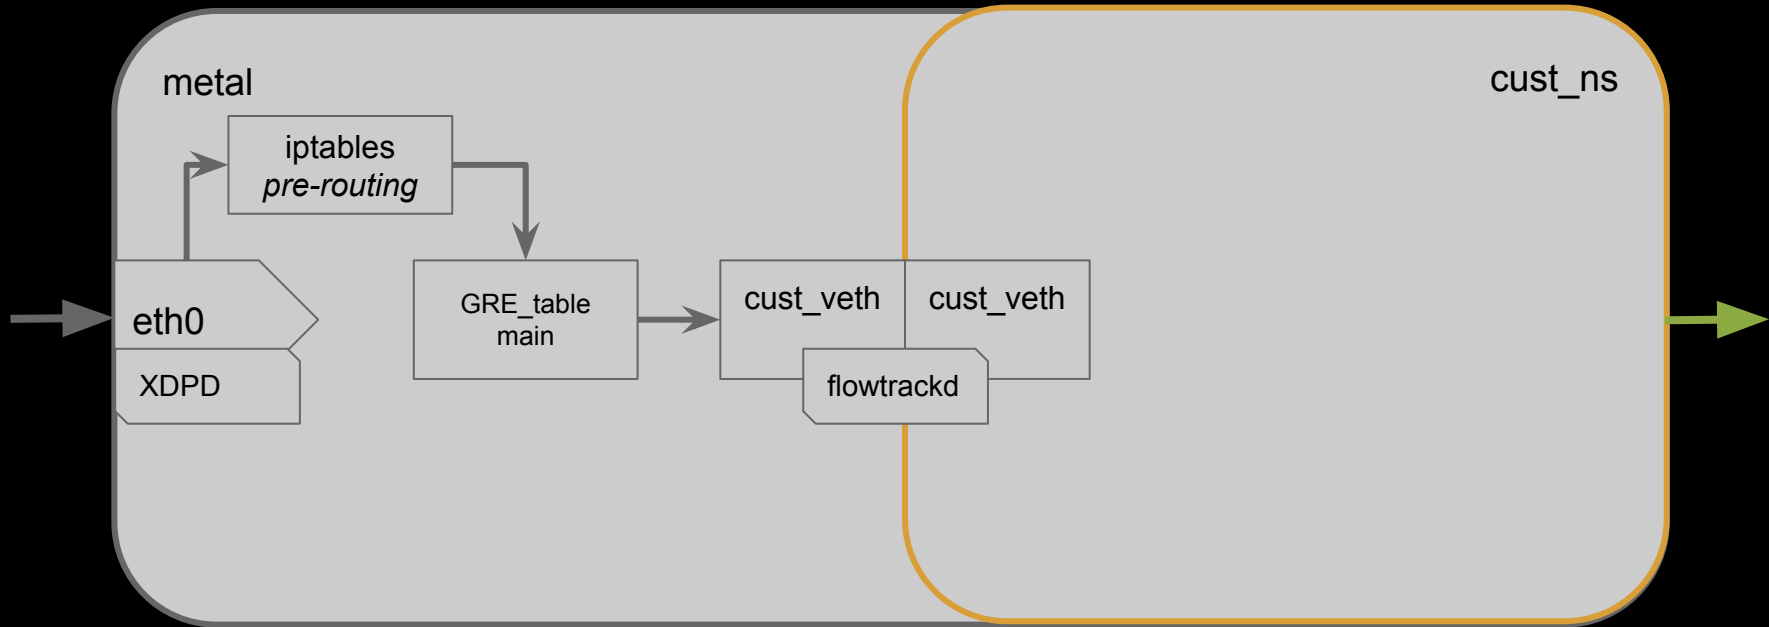 metal
cust_ns
iptables
pre-routing
eth0
XDPD
GRE_table
main
cust_veth
cust_veth
flowtrackd